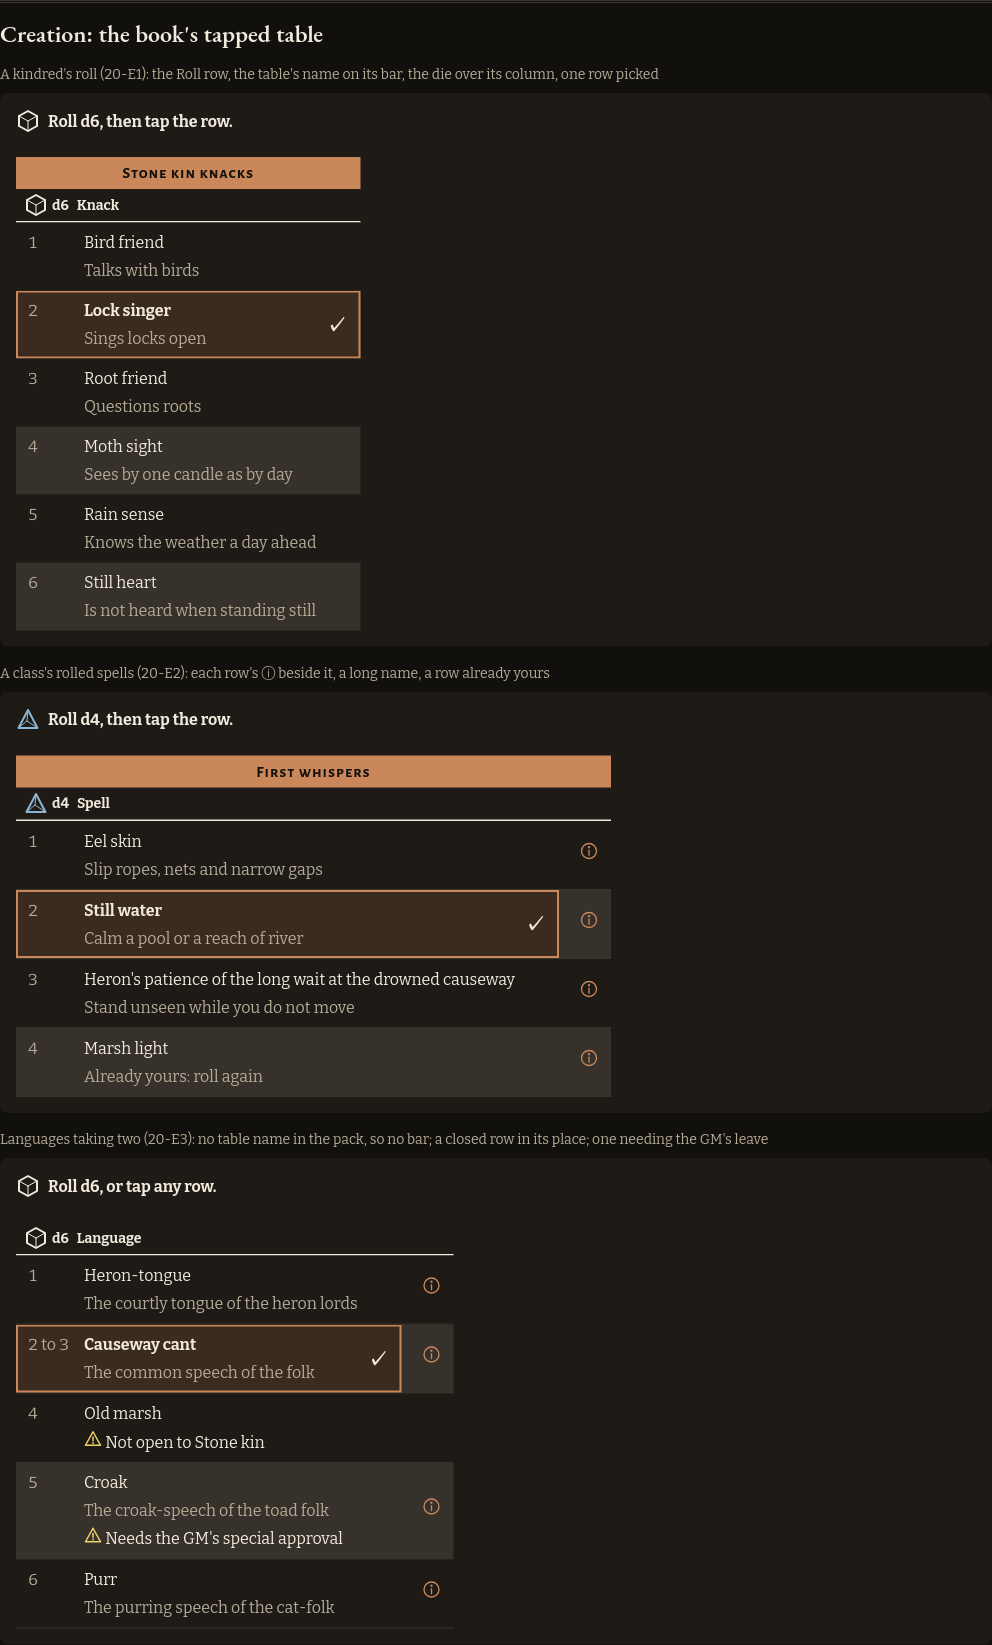 Creation: the book's tapped table
A kindred's roll (20-E1): the Roll row, the table's name on its bar, the die over its column, one row picked
Roll d6, then tap the row.
Stone kin knacks
d6 Knack
1 Bird friend
Talks with birds
2 Lock singer ✓
Sings locks open
3 Root friend
Questions roots
4 Moth sight
Sees by one candle as by day
5 Rain sense
Knows the weather a day ahead
6 Still heart
Is not heard when standing still
A class's rolled spells (20-E2): each row's ⓘ beside it, a long name, a row already yours
Roll d4, then tap the row.
First whispers
d4 Spell
1 Eel skin
Slip ropes, nets and narrow gaps
2 Still water ✓
Calm a pool or a reach of river
3 Heron's patience of the long wait at the drowned causeway
Stand unseen while you do not move
4 Marsh light
Already yours: roll again
Languages taking two (20-E3): no table name in the pack, so no bar; a closed row in its place; one needing the GM's leave
Roll d6, or tap any row.
d6 Language
1 Heron-tongue
The courtly tongue of the heron lords
2 to 3 Causeway cant ✓
The common speech of the folk
4 Old marsh
⚠ Not open to Stone kin
5 Croak
The croak-speech of the toad folk
⚠ Needs the GM's special approval
6 Purr
The purring speech of the cat-folk